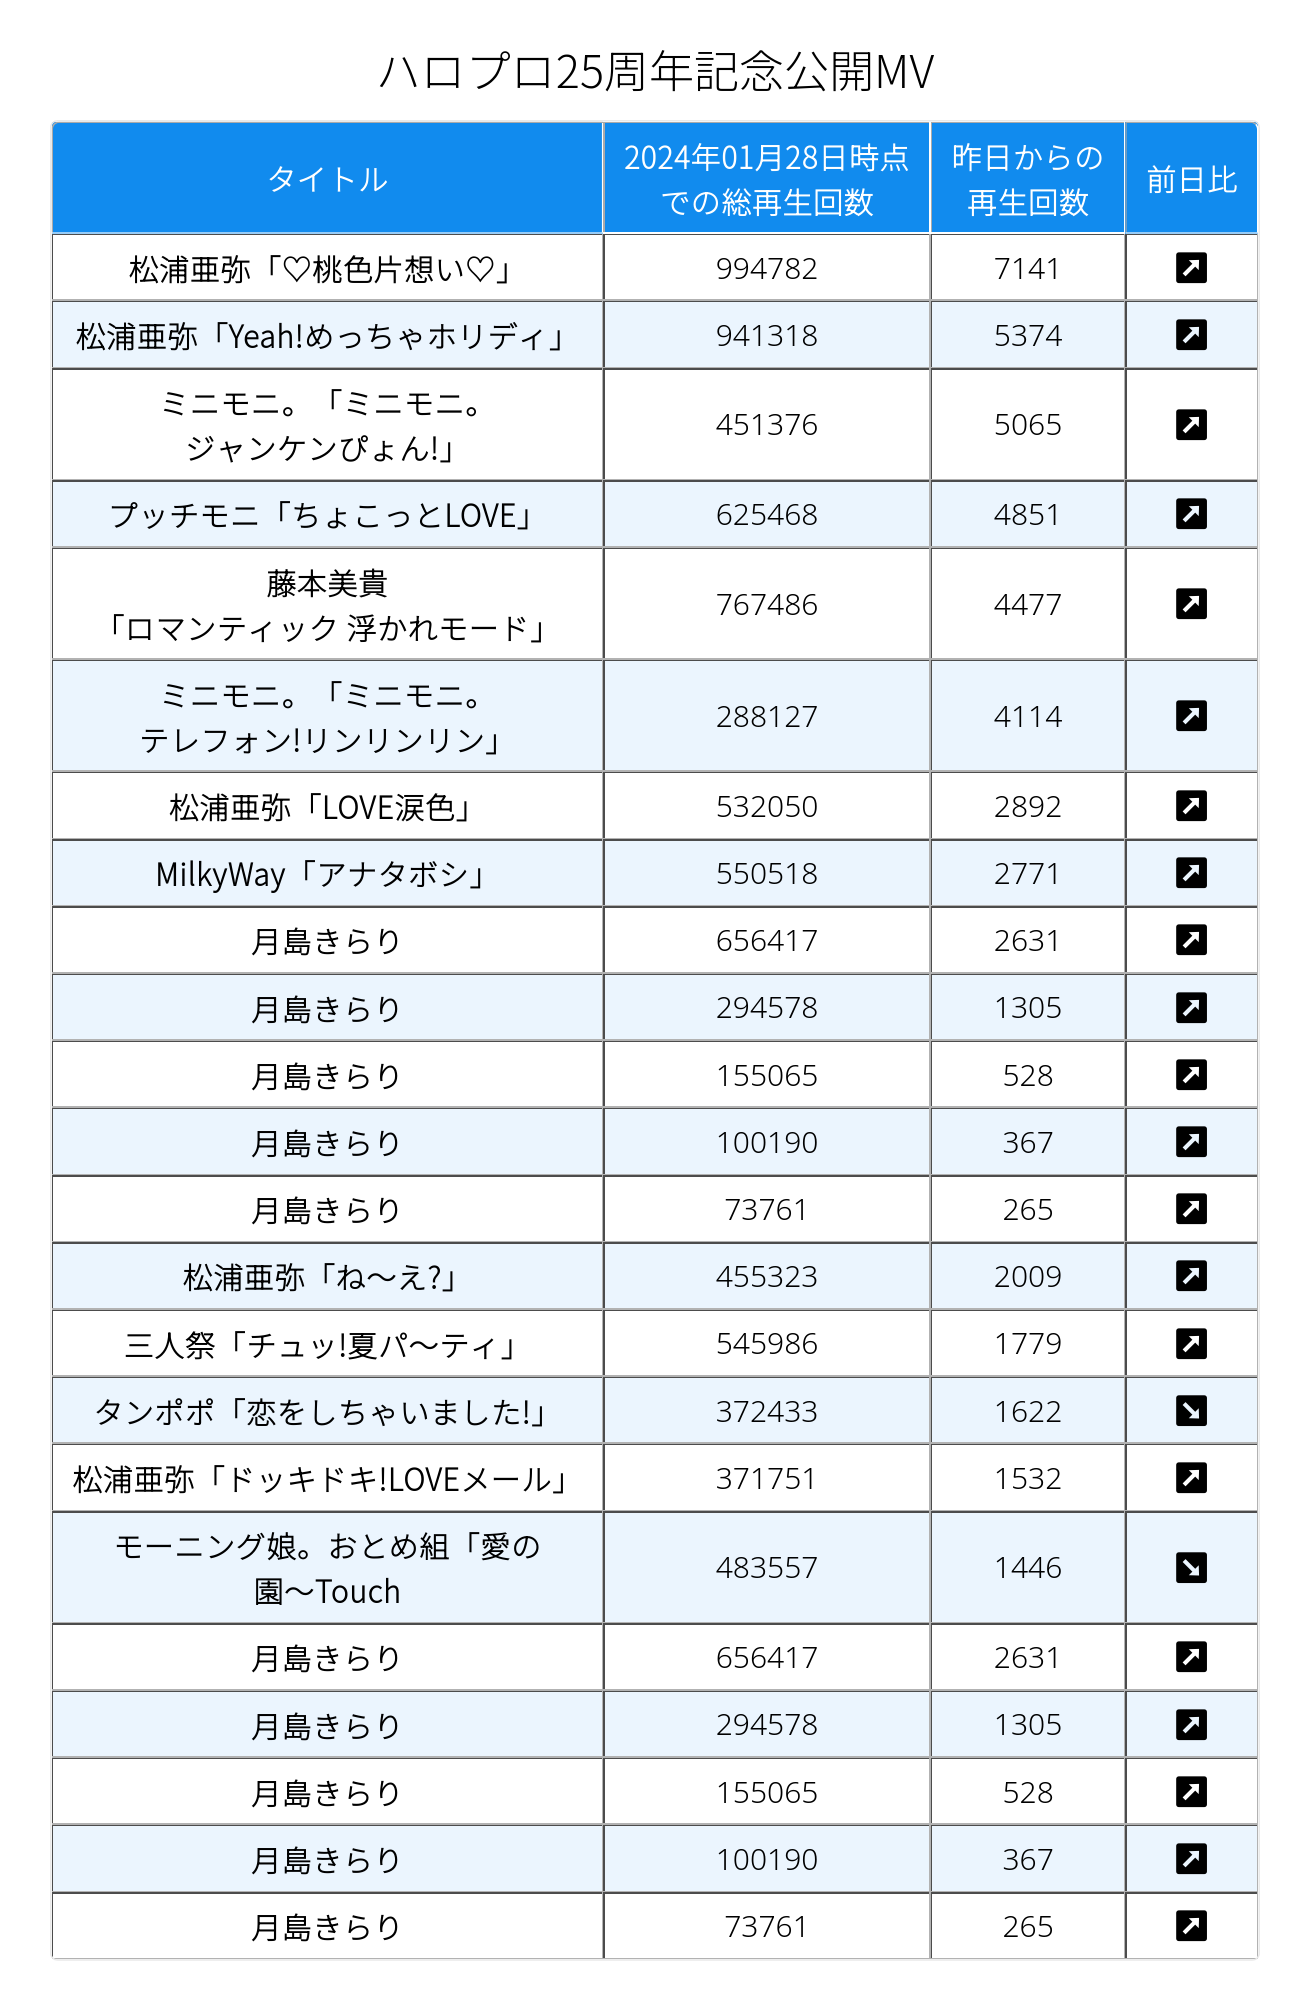 ハロプロ25周年記念公開MV
タイトル
2024年01月28日時点
での総再生回数
昨日からの
再生回数
前日比
松浦亜弥「♡桃色片想い♡」 994782 7141
松浦亜弥「Yeah!めっちゃホリディ」 941318 5374
ミニモニ。「ミニモニ。
ジャンケンぴょん!」 451376 5065
プッチモニ「ちょこっとLOVE」 625468 4851
藤本美貴
「ロマンティック 浮かれモード」 767486 4477
ミニモニ。「ミニモニ。
テレフォン!リンリンリン」 288127 4114
松浦亜弥「LOVE涙色」 532050 2892
MilkyWay「アナタボシ」 550518 2771
月島きらり 656417 2631
月島きらり 294578 1305
月島きらり 155065 528
月島きらり 100190 367
月島きらり 73761 265
松浦亜弥「ね〜え?」 455323 2009
三人祭「チュッ!夏パ〜ティ」 545986 1779
タンポポ「恋をしちゃいました!」 372433 1622
松浦亜弥「ドッキドキ!LOVEメール」 371751 1532
モーニング娘。おとめ組「愛の
園〜Touch 483557 1446
月島きらり 656417 2631
月島きらり 294578 1305
月島きらり 155065 528
月島きらり 100190 367
月島きらり 73761 265